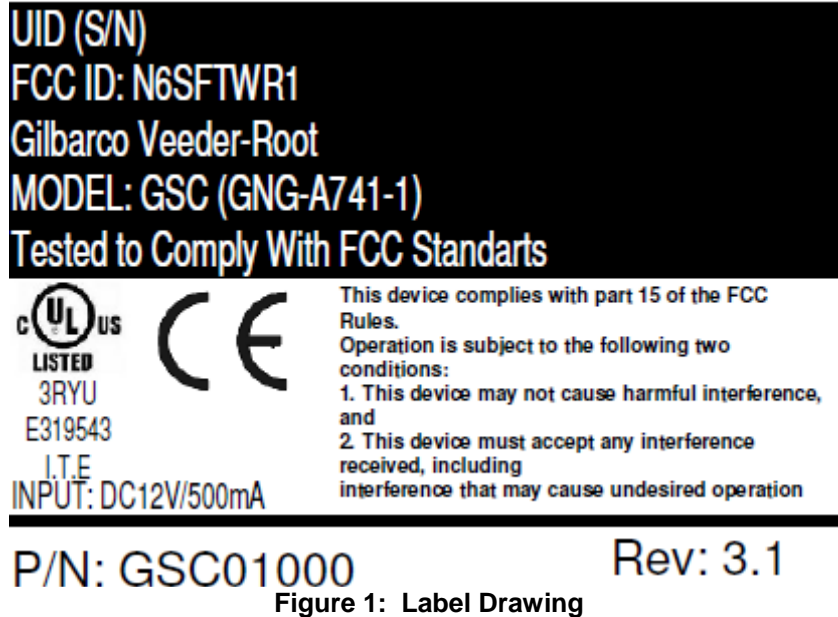 UID (S/N)
FCC ID: N6SFTWR1
Gilbarco Veeder-Root
MODEL: GSC (GNG-A741-1)
Tested to Comply With FCC Standarts
C UL US
LISTED
3RYU
E319543
I.T.E
INPUT: DC12V/500mA
CE
This device complies with part 15 of the FCC
Rules.
Operation is subject to the following two
conditions:
1. This device may not cause harmful interference,
and
2. This device must accept any interference
received, including
interference that may cause undesired operation
P/N: GSC01000
Rev: 3.1
Figure 1: Label Drawing